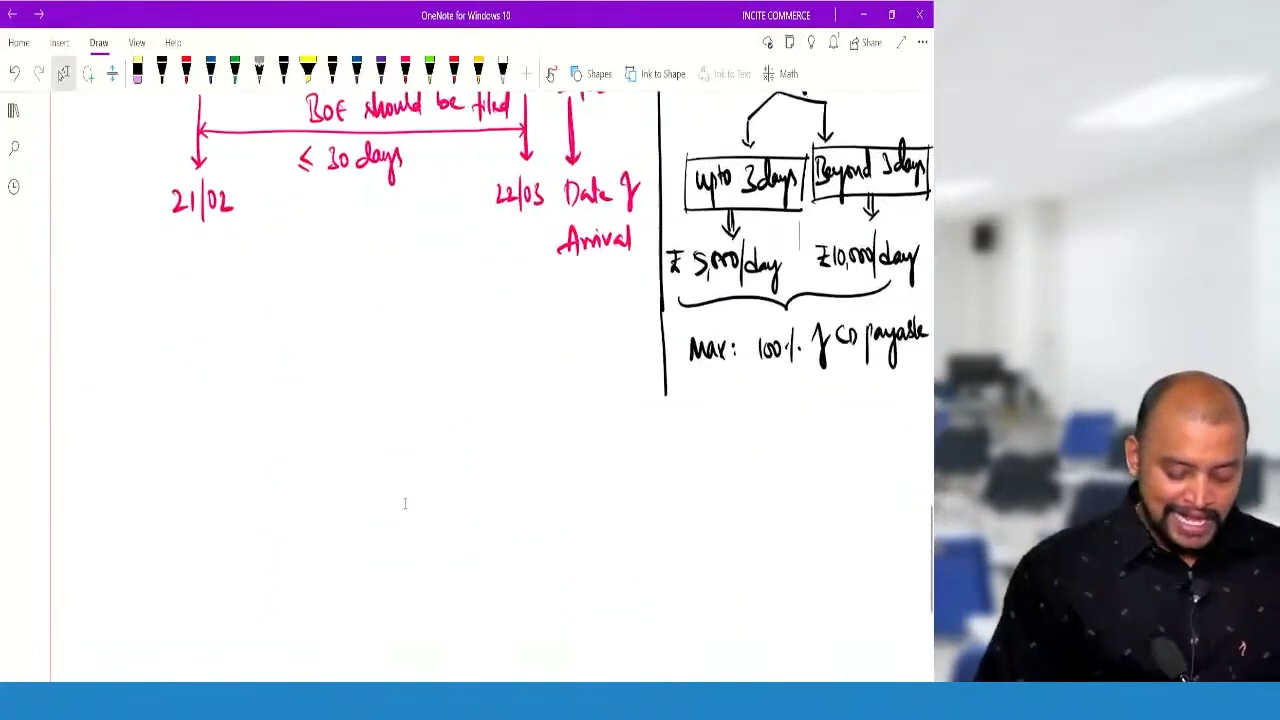 OneNote for Windows 10
INCITE COMMERCE
Home Insert Draw View Help
Share
Shapes
Ink to Shape
Ink to Text
Math
BOE should be filed
≤ 30 days
21/02
22/03
Date of
Arrival
upto 3 days
Beyond 3 days
₹ 5,000/day
₹10,000/day
Max: 100% of CD payable